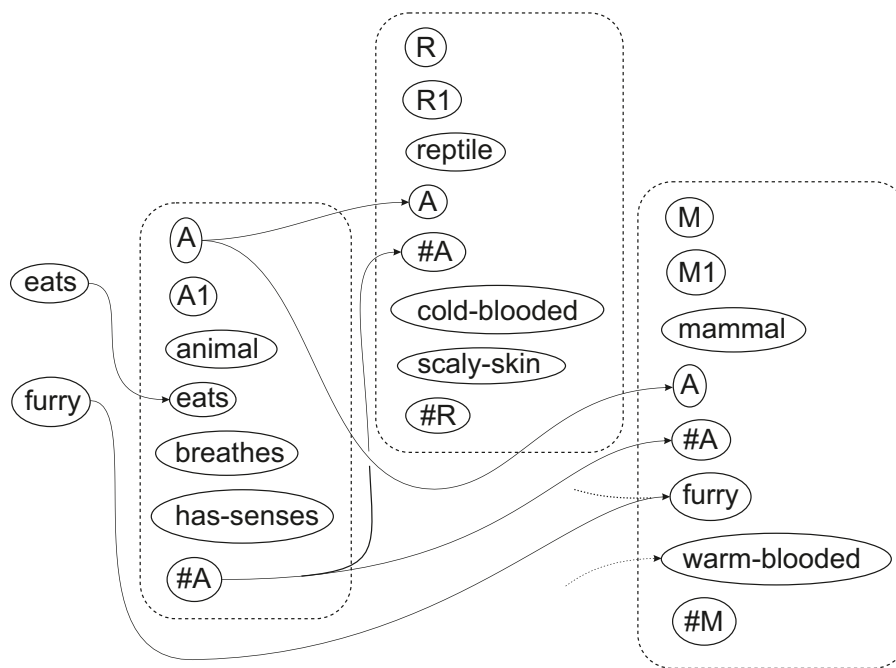 eats
furry
A
A1
animal
eats
breathes
has-senses
#A
R
R1
reptile
A
#A
cold-blooded
scaly-skin
#R
M
M1
mammal
A
#A
furry
warm-blooded
#M